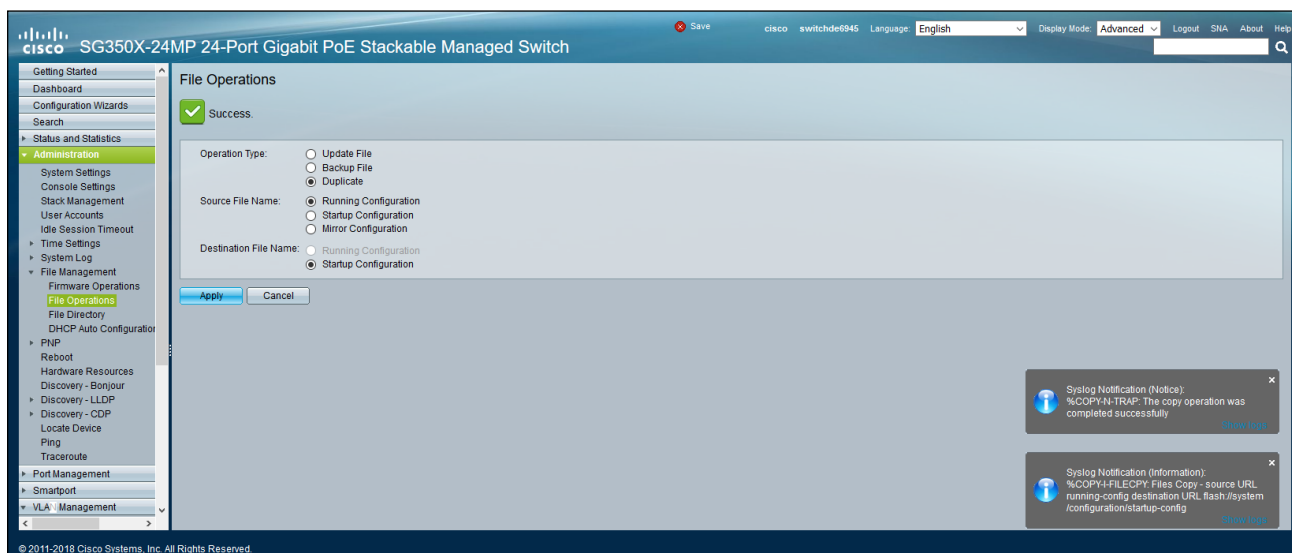 Save cisco switchde6945 Language: English Display Mode: Advanced Logout SNA About Help
CISCO SG350X-24MP 24-Port Gigabit PoE Stackable Managed Switch
Getting Started
Dashboard
Configuration Wizards
Search
Status and Statistics
Administration
System Settings
Console Settings
Stack Management
User Accounts
Idle Session Timeout
Time Settings
System Log
File Management
Firmware Operations
File Operations
File Directory
DHCP Auto Configuration
PNP
Reboot
Hardware Resources
Discovery - Bonjour
Discovery - LLDP
Discovery - CDP
Locate Device
Ping
Traceroute
Port Management
Smartport
VLAN Management
File Operations
Success.
Operation Type: Update File
Backup File
Duplicate
Source File Name: Running Configuration
Startup Configuration
Mirror Configuration
Destination File Name: Running Configuration
Startup Configuration
Apply Cancel
Syslog Notification (Notice):
%COPY-N-TRAP: The copy operation was
completed successfully
Syslog Notification (Information):
%COPY-I-FILECPY: Files Copy - source URL
running-config destination URL flash://system
/configuration/startup-config
© 2011-2018 Cisco Systems, Inc. All Rights Reserved.